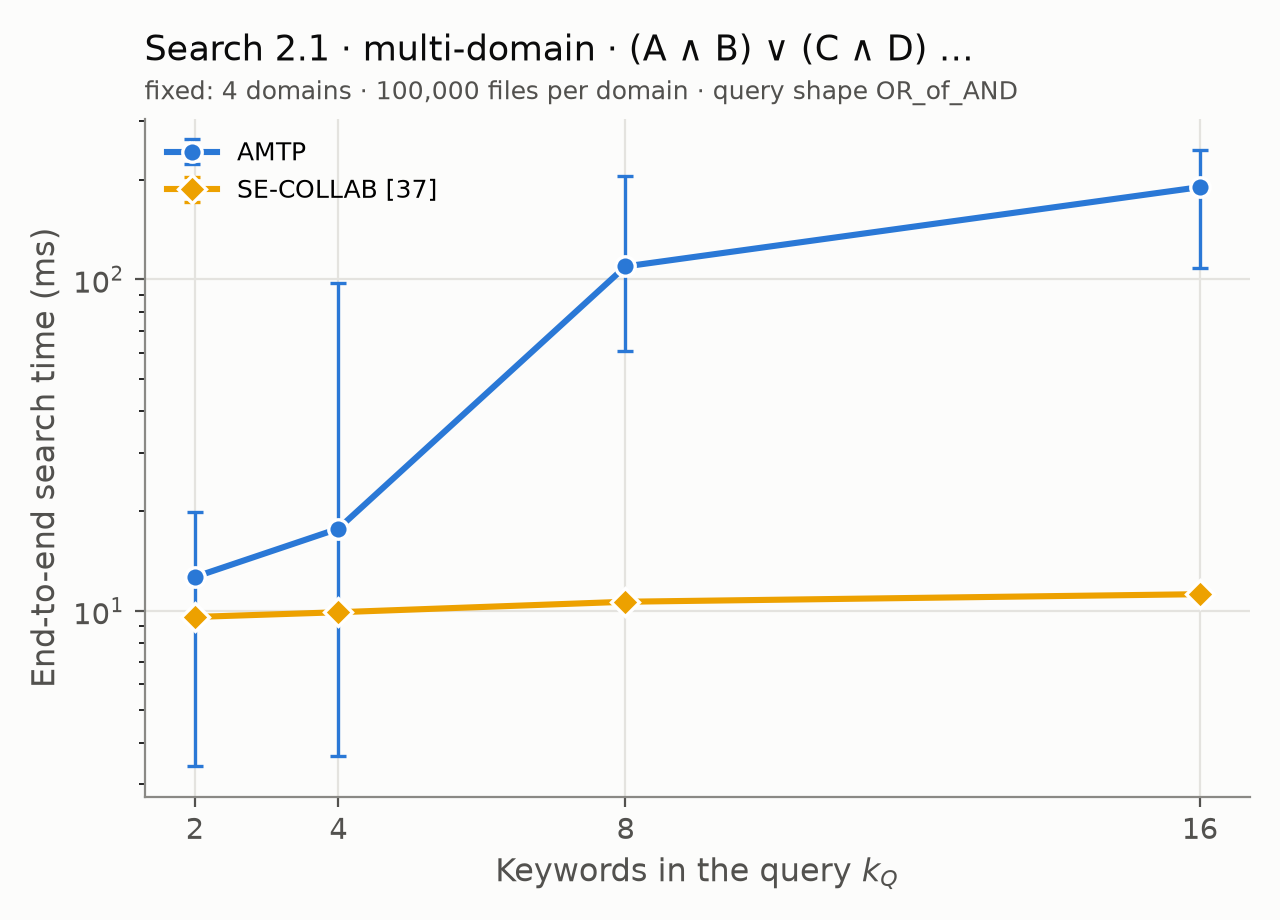 Search 2.1 · multi-domain · (A ∧ B) ∨ (C ∧ D) ...
fixed: 4 domains · 100,000 files per domain · query shape OR_of_AND
AMTP
SE-COLLAB [37]
End-to-end search time (ms)
10²
10¹
2 4 8 16
Keywords in the query k_Q